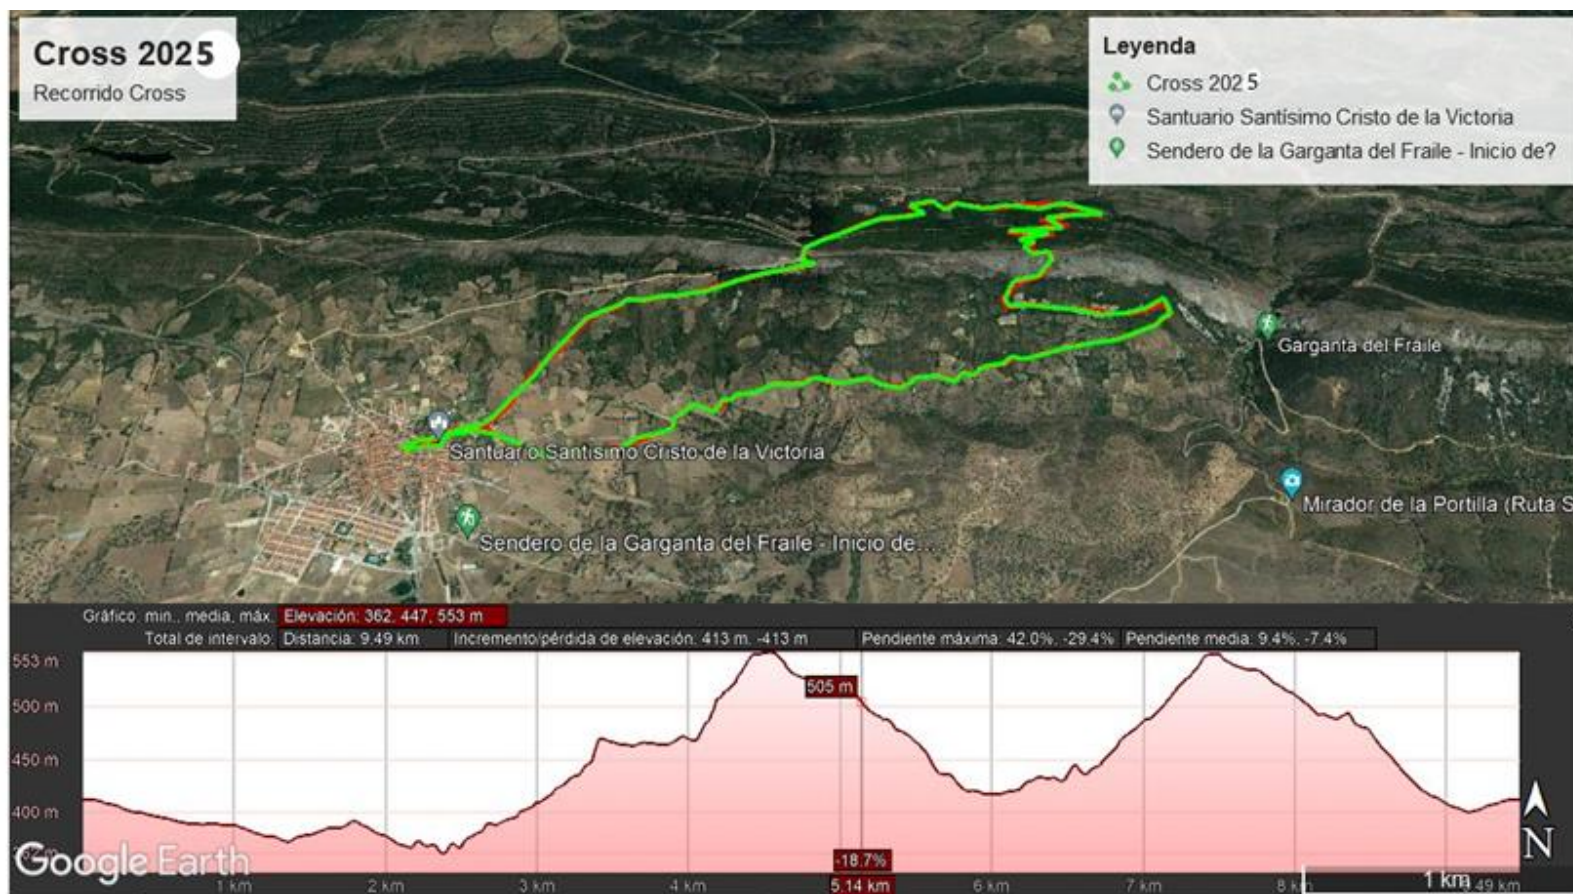 Cross 2025
Recorrido Cross
Leyenda
Cross 2025
Santuario Santísimo Cristo de la Victoria
Sendero de la Garganta del Fraile - Inicio de?
Garganta del Fraile
Santuario Santísimo Cristo de la Victoria
Mirador de la Portilla (Ruta S
Sendero de la Garganta del Fraile - Inicio de...
Gráfico: min., media, máx. Elevación: 362, 447, 553 m
Total de intervalo: Distancia: 9.49 km Incremento/pérdida de elevación: 413 m, -413 m Pendiente máxima: 42.0%, -29.4% Pendiente media: 9.4%, -7.4%
553 m
505 m
500 m
450 m
400 m
Google Earth
-18.7%
N
1 km 2 km 3 km 4 km 5.14 km 6 km 7 km 8 km 9.49 km
1 km